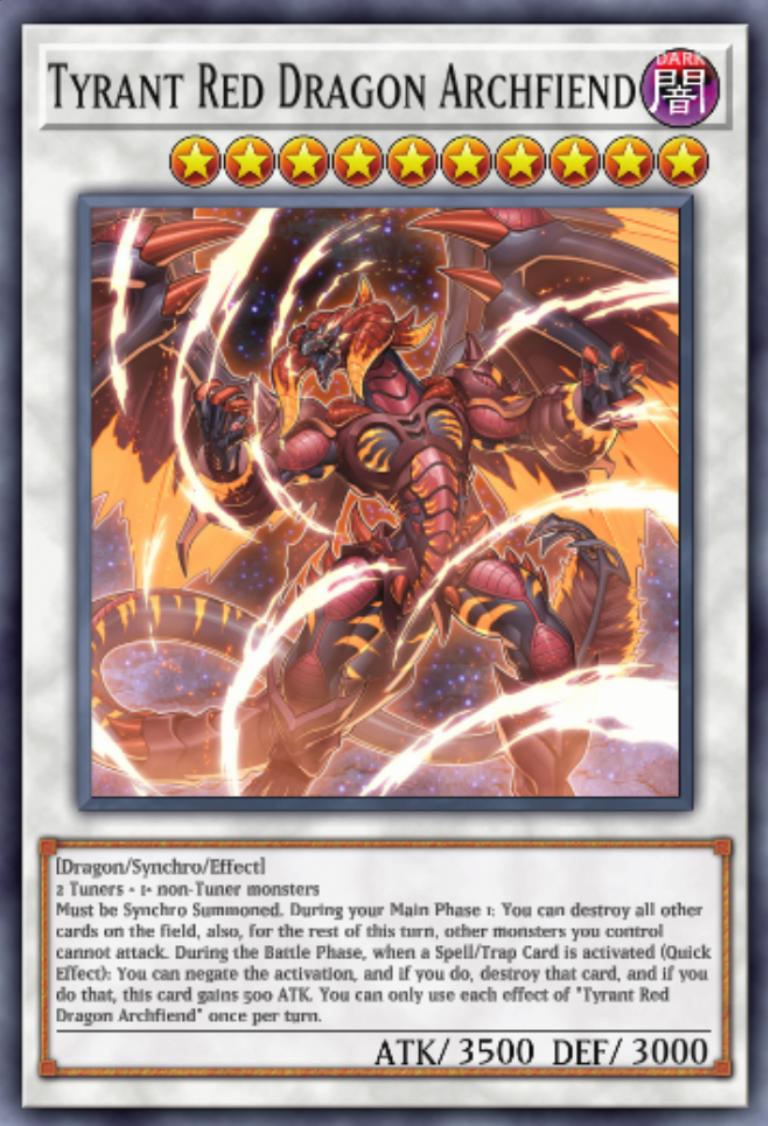 TYRANT RED DRAGON ARCHFIEND
DARK
闇
[Dragon/Synchro/Effect]
2 Tuners + 1+ non-Tuner monsters
Must be Synchro Summoned. During your Main Phase 1: You can destroy all other
cards on the field, also, for the rest of this turn, other monsters you control
cannot attack. During the Battle Phase, when a Spell/Trap Card is activated (Quick
Effect): You can negate the activation, and if you do, destroy that card, and if you
do that, this card gains 500 ATK. You can only use each effect of "Tyrant Red
Dragon Archfiend" once per turn.
ATK/ 3500 DEF/ 3000